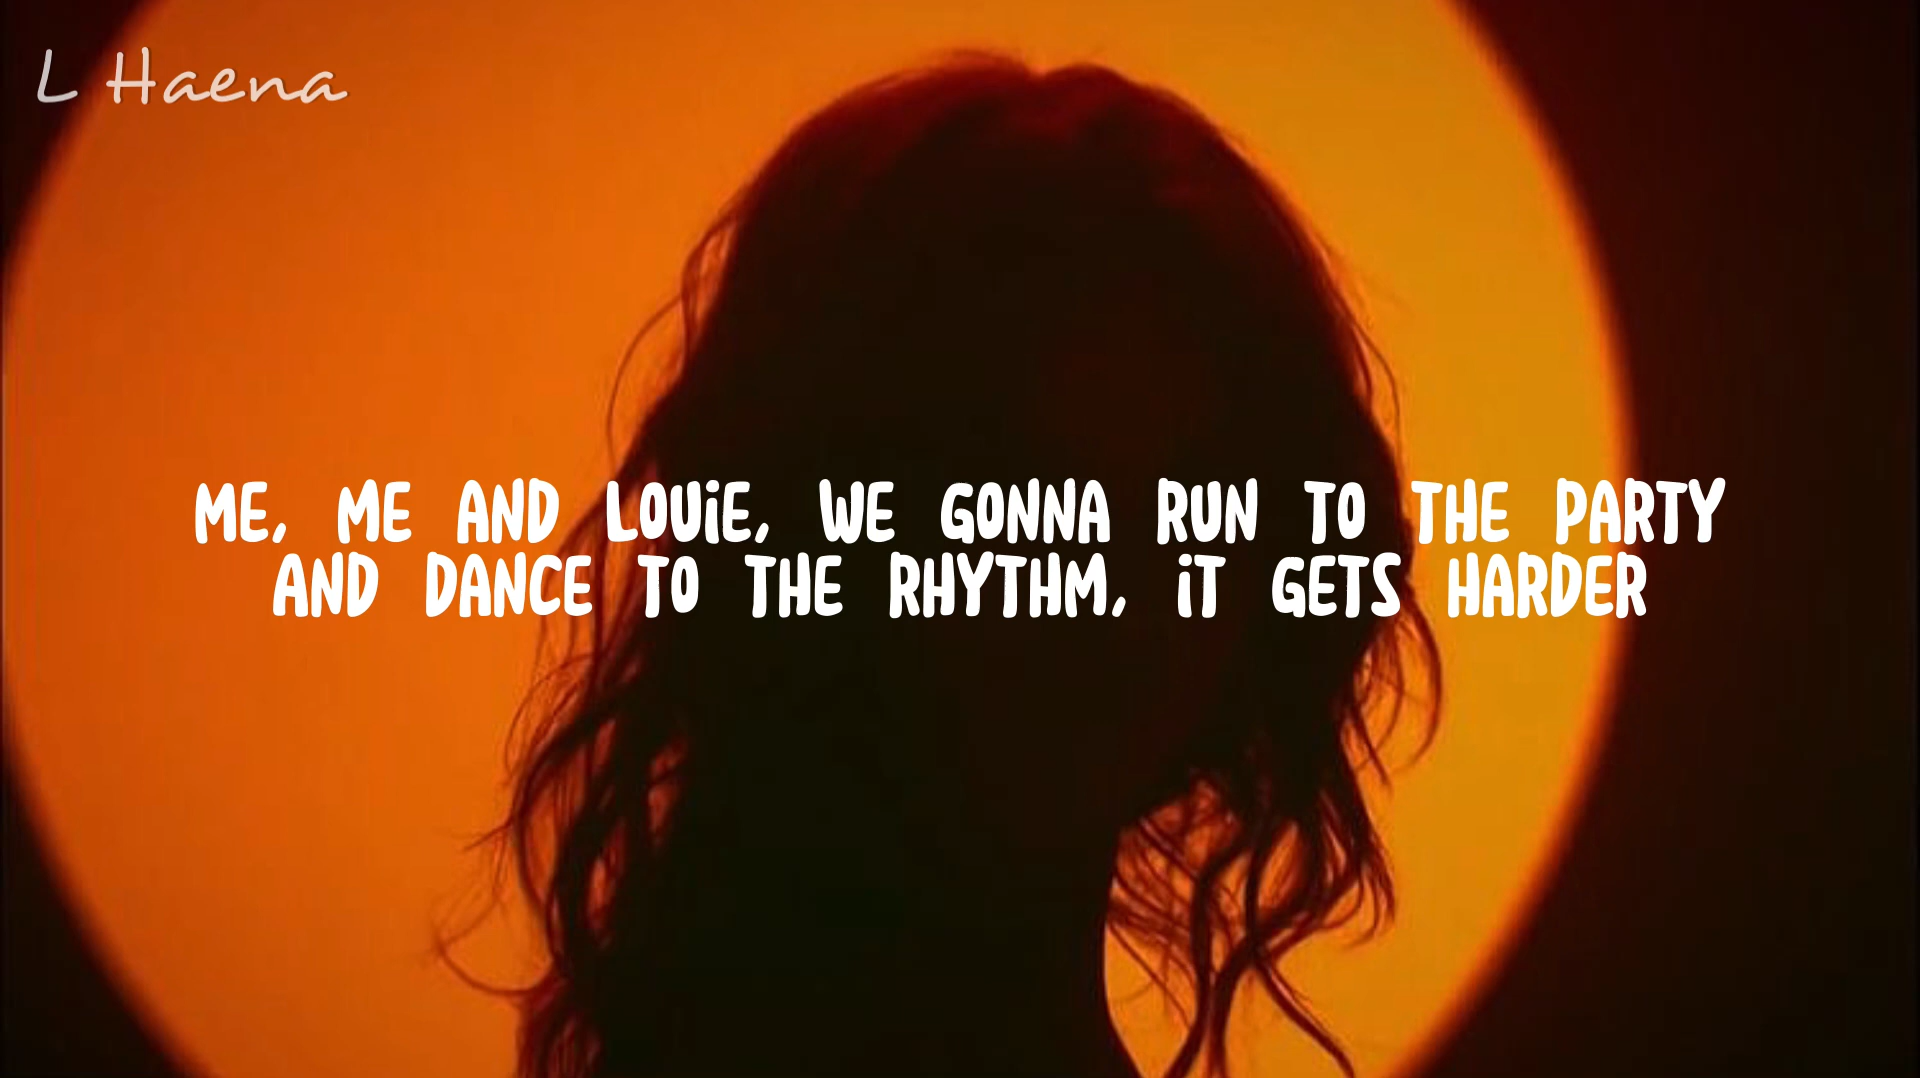 L Haena
ME, ME AND LOUiE, WE GONNA RUN TO THE PARTY
AND DANCE TO THE RHYTHM, iT GETS HARDER